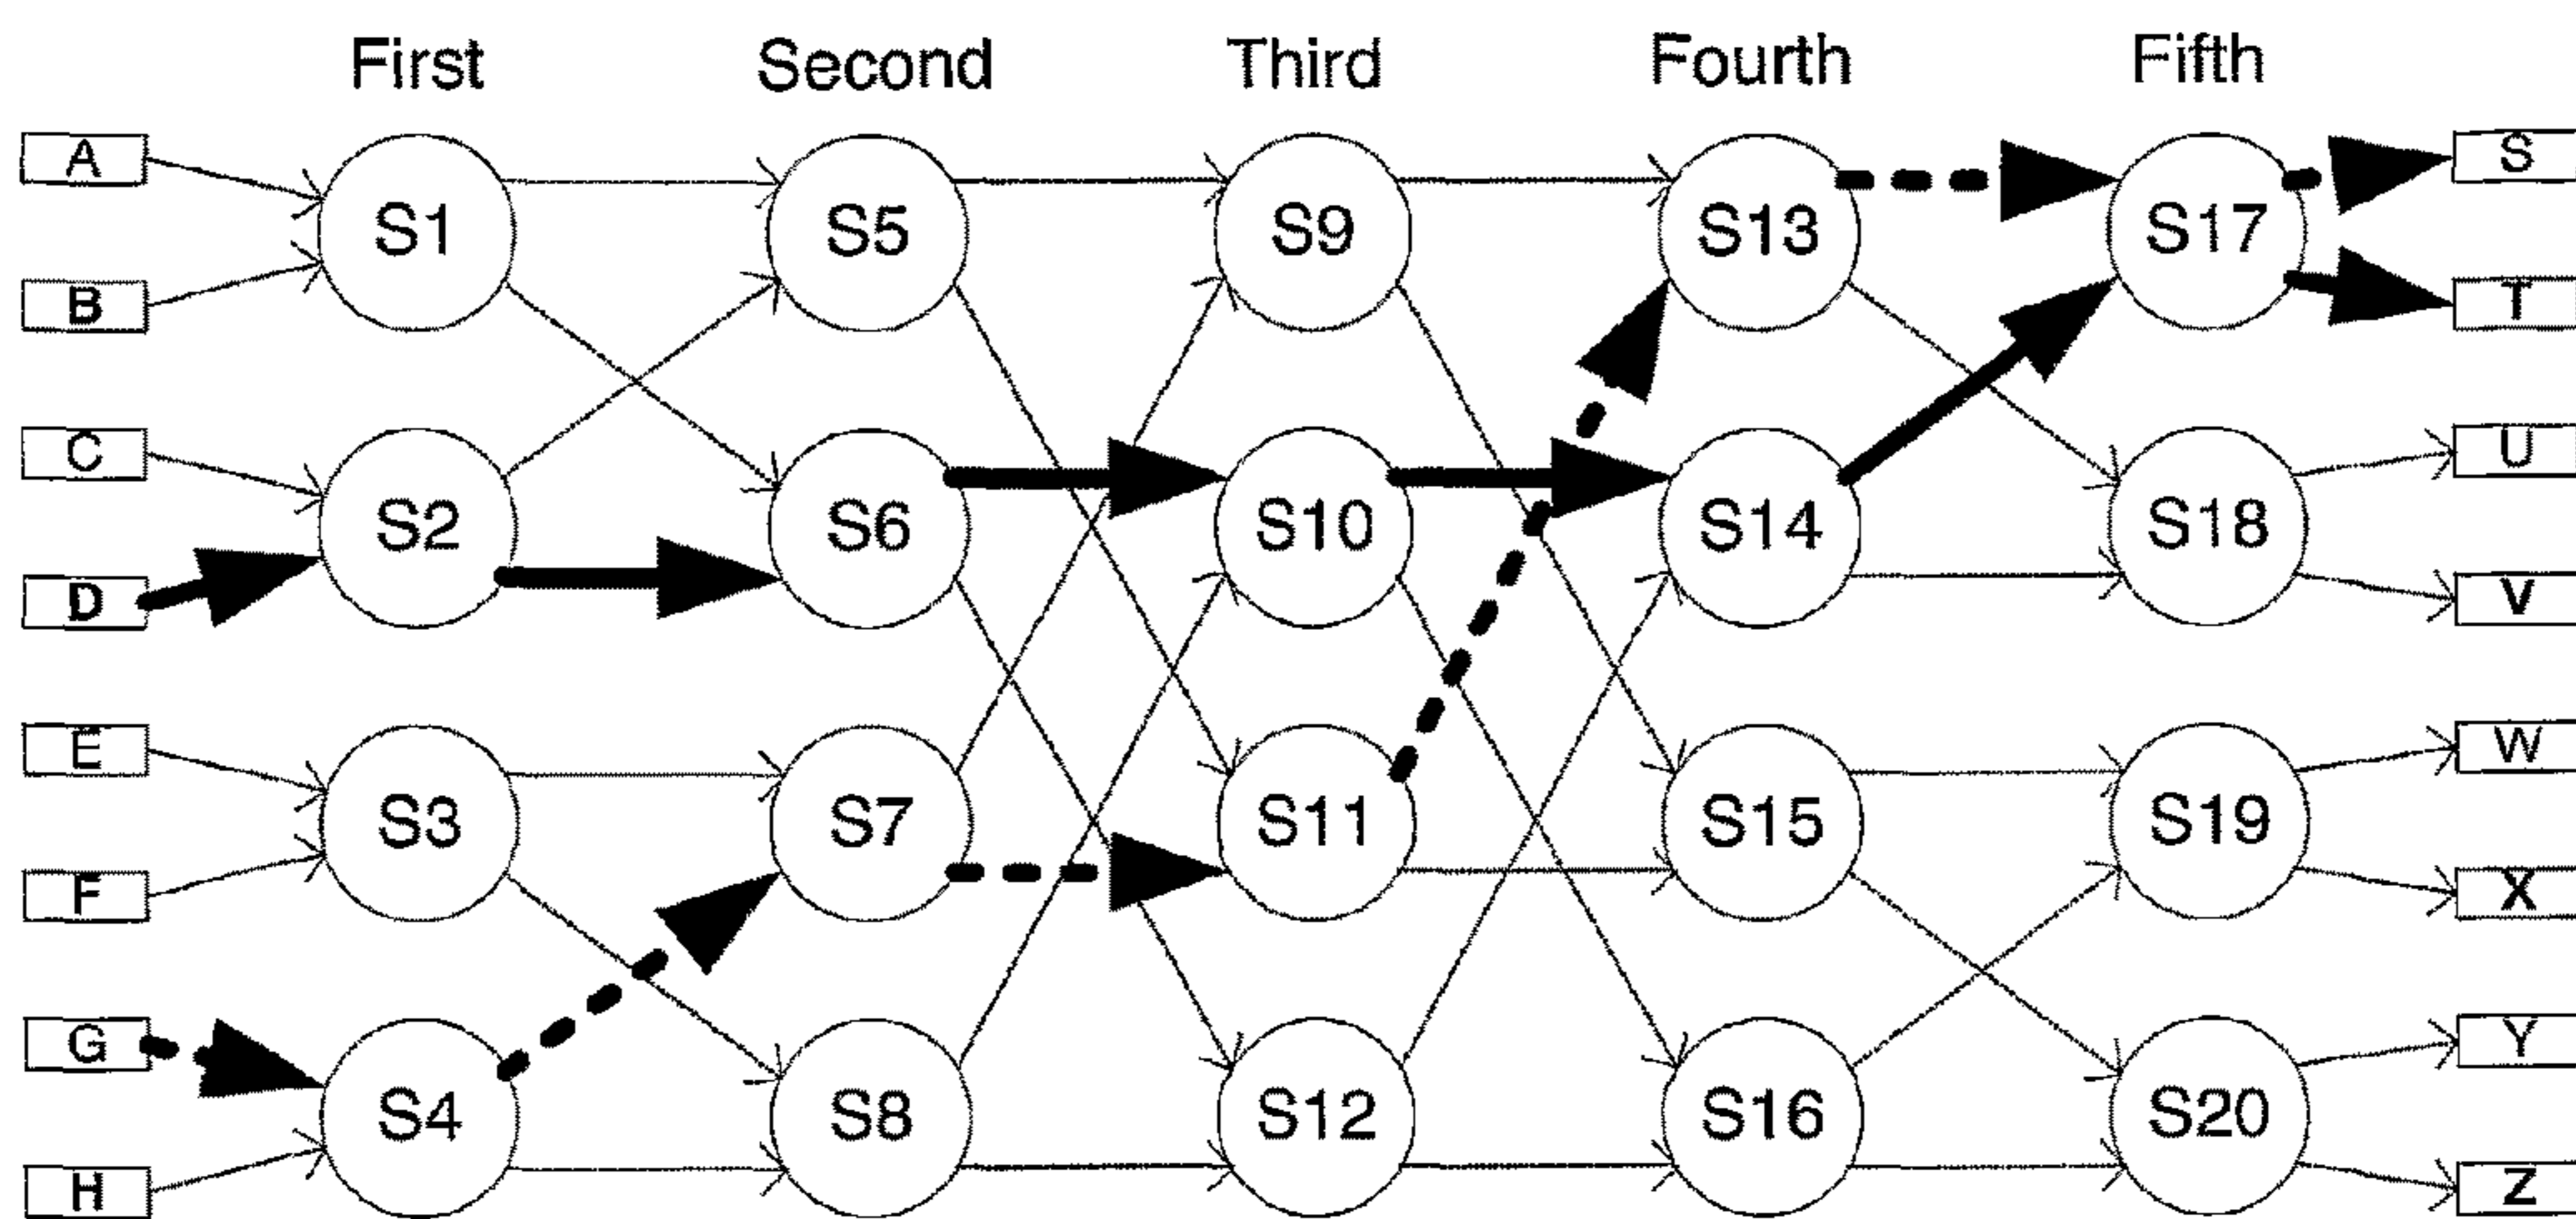 First Second Third Fourth Fifth
A
S1 S5 S9 S13 S17
S
B
T
C
S2 S6 S10 S14 S18
U
D
V
E
S3 S7 S11 S15 S19
W
F
X
G
S4 S8 S12 S16 S20
Y
H
Z